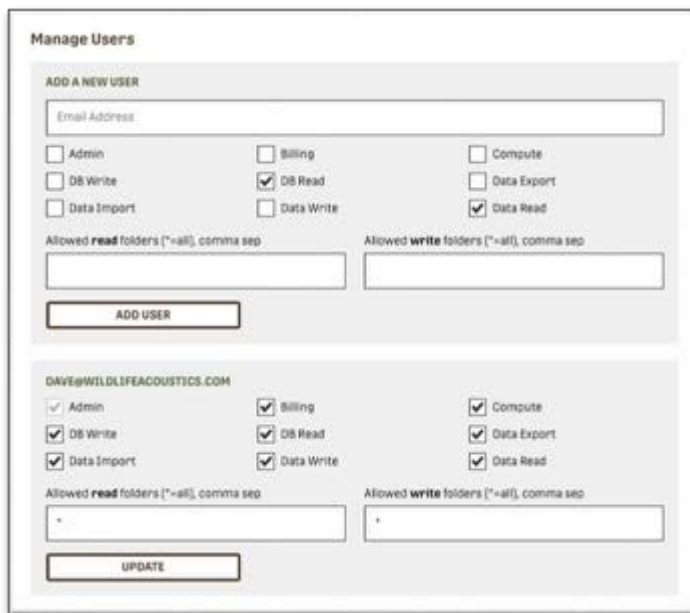 Manage Users
ADD A NEW USER
Email Address
Admin Billing Compute
DB Write DB Read Data Export
Data Import Data Write Data Read
Allowed read folders (*=all), comma sep Allowed write folders (*=all), comma sep
ADD USER
DAVE@WILDLIFEACOUSTICS.COM
Admin Billing Compute
DB Write DB Read Data Export
Data Import Data Write Data Read
Allowed read folders (*=all), comma sep Allowed write folders (*=all), comma sep
* *
UPDATE